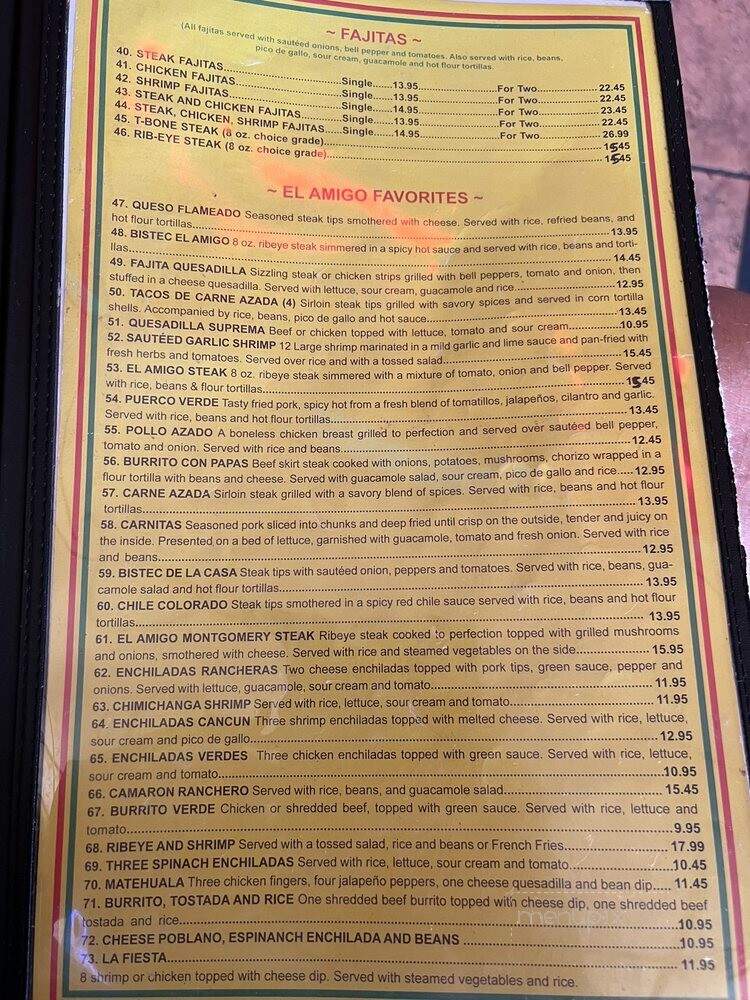 ~ FAJITAS ~
(All fajitas served with sautéed onions, bell pepper and tomatoes. Also served with rice, beans,
pico de gallo, sour cream, guacamole and hot flour tortillas.
40. STEAK FAJITAS..........Single......13.95..........For Two..........22.45
41. CHICKEN FAJITAS..........Single......13.95..........For Two..........22.45
42. SHRIMP FAJITAS..........Single......14.95..........For Two..........23.45
43. STEAK AND CHICKEN FAJITAS..........Single......13.95..........For Two..........22.45
44. STEAK, CHICKEN, SHRIMP FAJITAS......Single......14.95..........For Two..........26.99
45. T-BONE STEAK (8 oz. choice grade)..........15.45
46. RIB-EYE STEAK (8 oz. choice grade)..........15.45
~ EL AMIGO FAVORITES ~
47. QUESO FLAMEADO Seasoned steak tips smothered with cheese. Served with rice, refried beans, and
hot flour tortillas..........13.95
48. BISTEC EL AMIGO 8 oz. ribeye steak simmered in a spicy hot sauce and served with rice, beans and torti-
llas..........14.45
49. FAJITA QUESADILLA Sizzling steak or chicken strips grilled with bell peppers, tomato and onion, then
stuffed in a cheese quesadilla. Served with lettuce, sour cream, guacamole and rice..........12.95
50. TACOS DE CARNE AZADA (4) Sirloin steak tips grilled with savory spices and served in corn tortilla
shells. Accompanied by rice, beans, pico de gallo and hot sauce..........13.45
51. QUESADILLA SUPREMA Beef or chicken topped with lettuce, tomato and sour cream..........10.95
52. SAUTÉED GARLIC SHRIMP 12 Large shrimp marinated in a mild garlic and lime sauce and pan-fried with
fresh herbs and tomatoes. Served over rice and with a tossed salad..........15.45
53. EL AMIGO STEAK 8 oz. ribeye steak simmered with a mixture of tomato, onion and bell pepper. Served
with rice, beans & flour tortillas..........15.45
54. PUERCO VERDE Tasty fried pork, spicy hot from a fresh blend of tomatillos, jalapeños, cilantro and garlic.
Served with rice, beans and hot flour tortillas..........13.45
55. POLLO AZADO A boneless chicken breast grilled to perfection and served over sautéed bell pepper,
tomato and onion. Served with rice and beans..........12.45
56. BURRITO CON PAPAS Beef skirt steak cooked with onions, potatoes, mushrooms, chorizo wrapped in a
flour tortilla with beans and cheese. Served with guacamole salad, sour cream, pico de gallo and rice.....12.95
57. CARNE AZADA Sirloin steak grilled with a savory blend of spices. Served with rice, beans and hot flour
tortillas..........13.95
58. CARNITAS Seasoned pork sliced into chunks and deep fried until crisp on the outside, tender and juicy on
the inside. Presented on a bed of lettuce, garnished with guacamole, tomato and fresh onion. Served with rice
and beans..........12.95
59. BISTEC DE LA CASA Steak tips with sautéed onion, peppers and tomatoes. Served with rice, beans, gua-
camole salad and hot flour tortillas..........13.95
60. CHILE COLORADO Steak tips smothered in a spicy red chile sauce served with rice, beans and hot flour
tortillas..........13.95
61. EL AMIGO MONTGOMERY STEAK Ribeye steak cooked to perfection topped with grilled mushrooms
and onions, smothered with cheese. Served with rice and steamed vegetables on the side..........15.95
62. ENCHILADAS RANCHERAS Two cheese enchiladas topped with pork tips, green sauce, pepper and
onions. Served with lettuce, guacamole, sour cream and tomato..........11.95
63. CHIMICHANGA SHRIMP Served with rice, lettuce, sour cream and tomato..........11.95
64. ENCHILADAS CANCUN Three shrimp enchiladas topped with melted cheese. Served with rice, lettuce,
sour cream and pico de gallo..........12.95
65. ENCHILADAS VERDES Three chicken enchiladas topped with green sauce. Served with rice, lettuce,
sour cream and tomato..........10.95
66. CAMARON RANCHERO Served with rice, beans, and guacamole salad..........15.45
67. BURRITO VERDE Chicken or shredded beef, topped with green sauce. Served with rice, lettuce and
tomato..........9.95
68. RIBEYE AND SHRIMP Served with a tossed salad, rice and beans or French Fries..........17.99
69. THREE SPINACH ENCHILADAS Served with rice, lettuce, sour cream and tomato..........10.45
70. MATEHUALA Three chicken fingers, four jalapeño peppers, one cheese quesadilla and bean dip.....11.45
71. BURRITO, TOSTADA AND RICE One shredded beef burrito topped with cheese dip, one shredded beef
tostada and rice..........10.95
72. CHEESE POBLANO, ESPINANCH ENCHILADA AND BEANS ..........10.95
73. LA FIESTA..........11.95
8 shrimp or chicken topped with cheese dip. Served with steamed vegetables and rice.